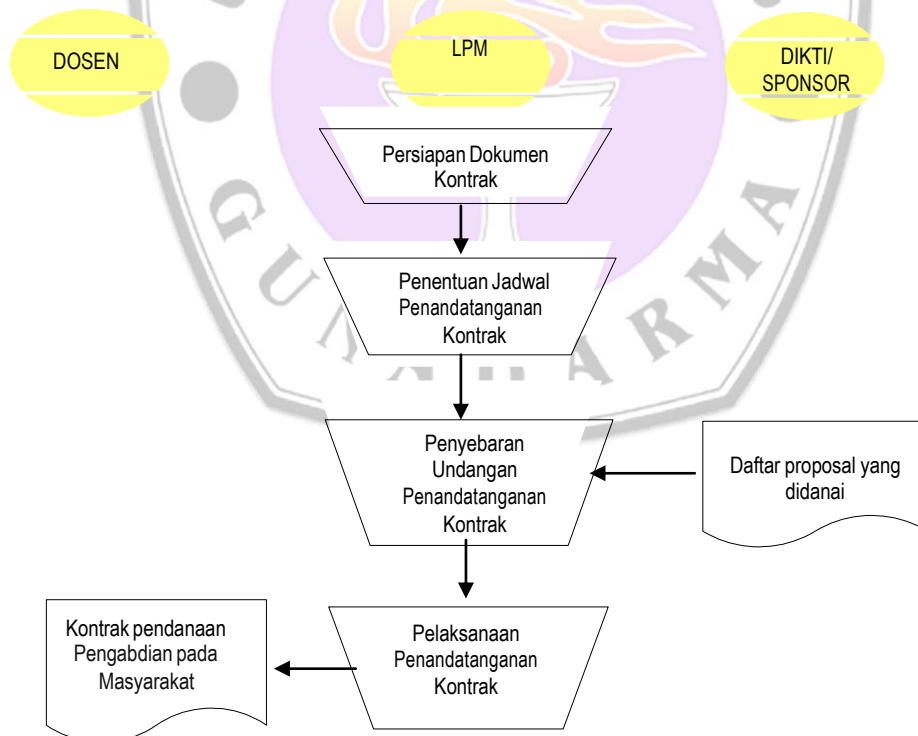 DOSEN
LPM
DIKTI/
SPONSOR
Persiapan Dokumen
Kontrak
Penentuan Jadwal
Penandatanganan
Kontrak
Penyebaran
Undangan
Penandatanganan
Kontrak
Daftar proposal yang
didanai
Pelaksanaan
Penandatanganan
Kontrak
Kontrak pendanaan
Pengabdian pada
Masyarakat